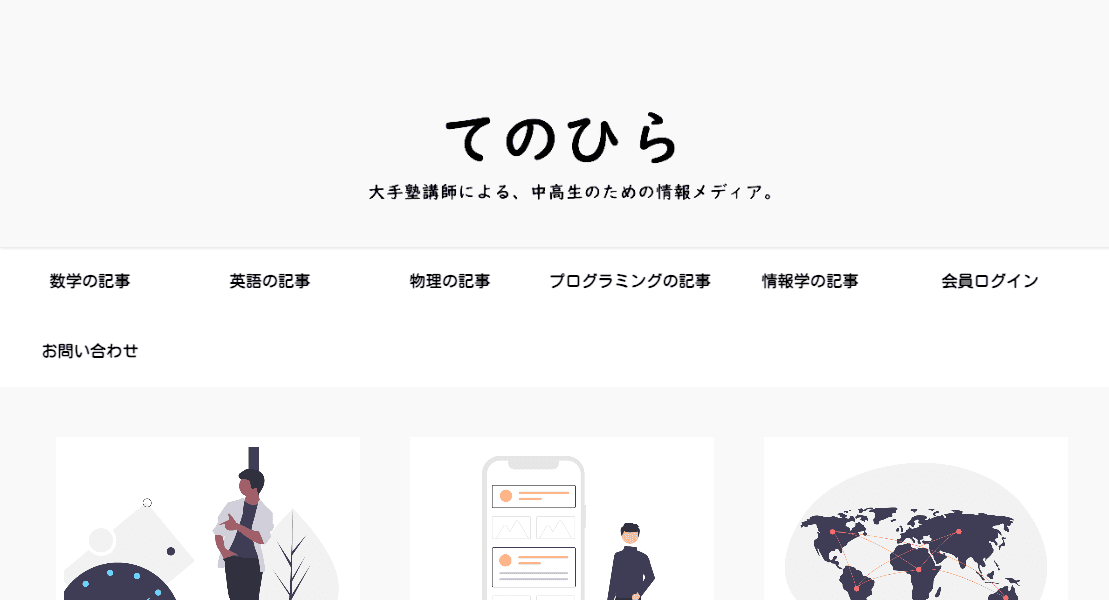 てのひら
大手塾講師による、中高生のための情報メディア。
数学の記事 英語の記事 物理の記事 プログラミングの記事 情報学の記事 会員ログイン
お問い合わせ